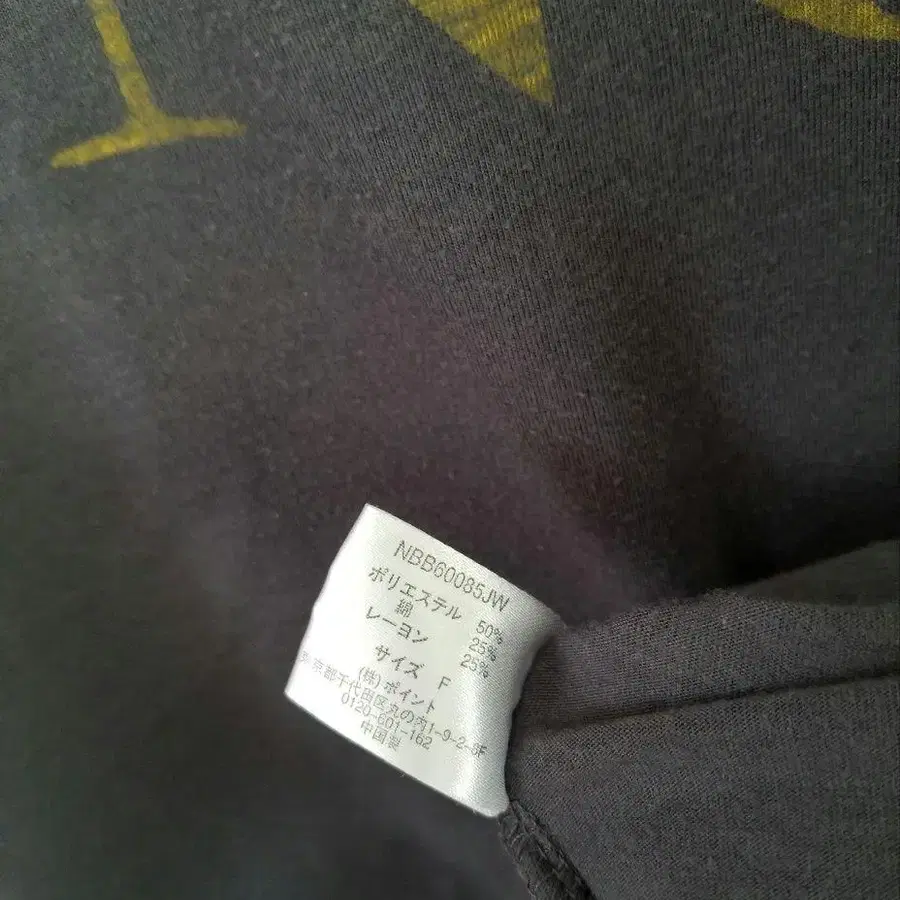 NBB60085JW
ポリエステル 50%
綿 25%
レーヨン 25%
サイズ F
(株)ポイント
東京都千代田区丸の内1-9-2-8F
0120-601-162
中国製